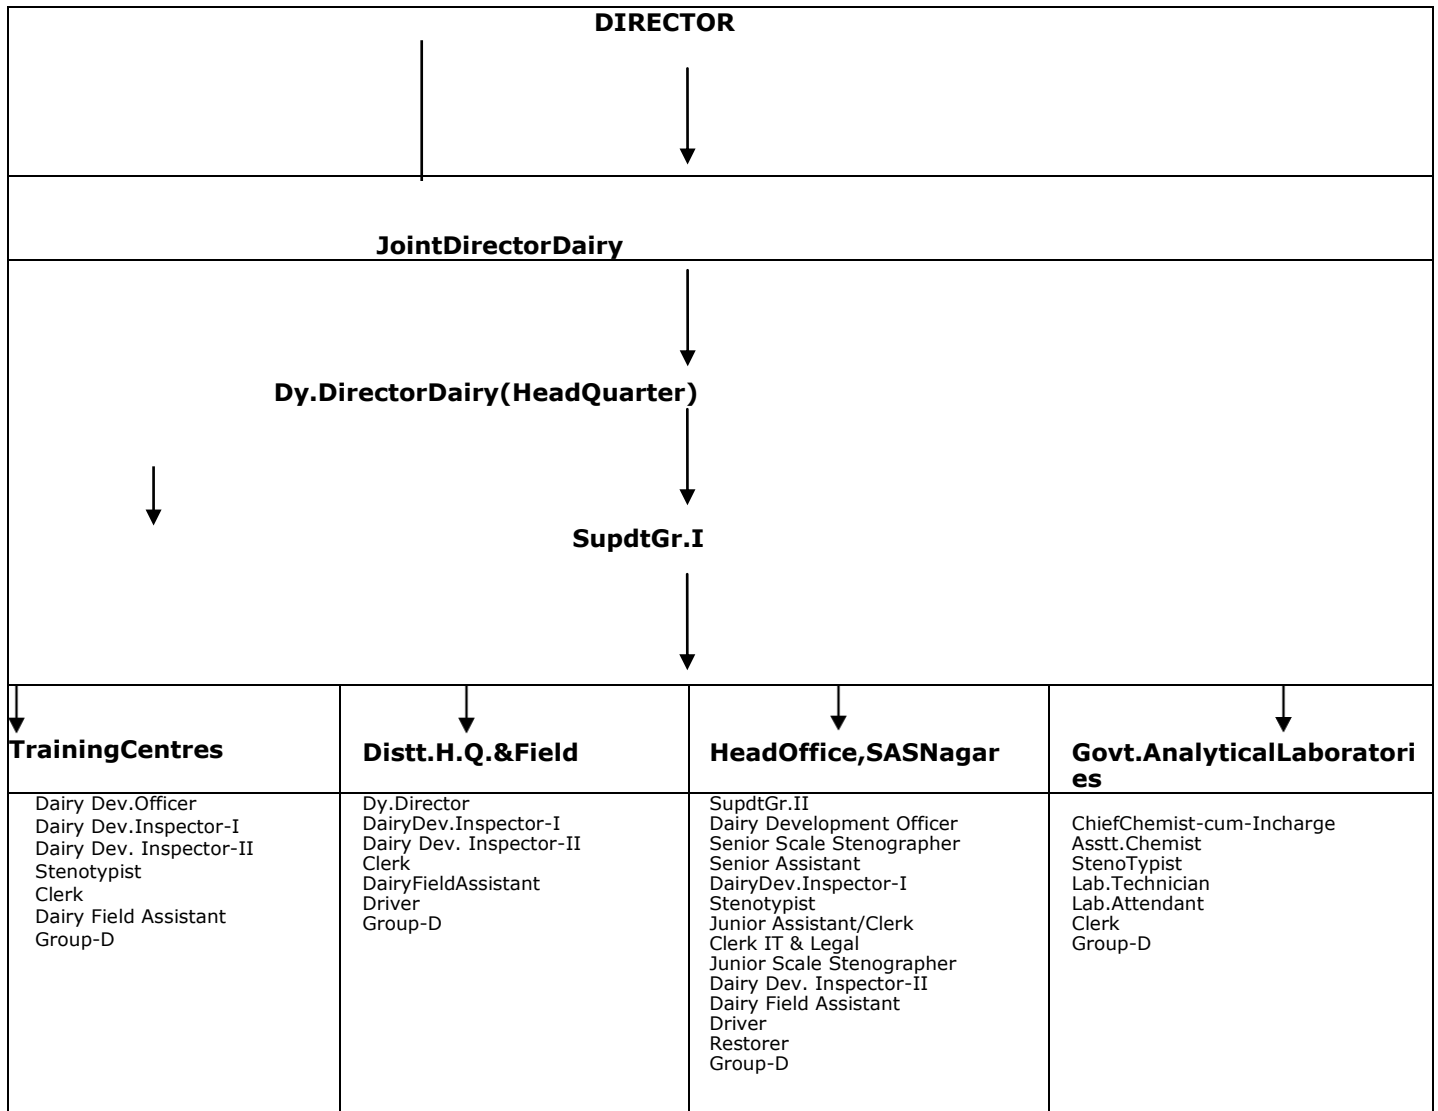 DIRECTOR
JointDirectorDairy
Dy.DirectorDairy(HeadQuarter)
SupdtGr.I
TrainingCentres
Dairy Dev.Officer
Dairy Dev.Inspector-I
Dairy Dev. Inspector-II
Stenotypist
Clerk
Dairy Field Assistant
Group-D
Distt.H.Q.&Field
Dy.Director
DairyDev.Inspector-I
Dairy Dev. Inspector-II
Clerk
DairyFieldAssistant
Driver
Group-D
HeadOffice,SASNagar
SupdtGr.II
Dairy Development Officer
Senior Scale Stenographer
Senior Assistant
DairyDev.Inspector-I
Stenotypist
Junior Assistant/Clerk
Clerk IT & Legal
Junior Scale Stenographer
Dairy Dev. Inspector-II
Dairy Field Assistant
Driver
Restorer
Group-D
Govt.AnalyticalLaboratori
es
ChiefChemist-cum-Incharge
Asstt.Chemist
StenoTypist
Lab.Technician
Lab.Attendant
Clerk
Group-D